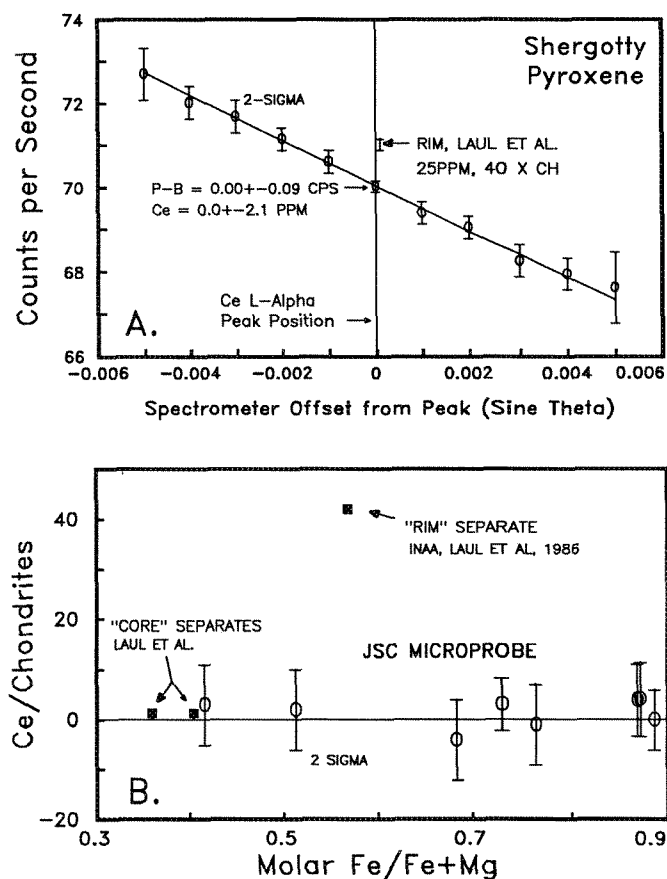 74
72
70
68
66
Counts per Second
Shergotty
Pyroxene
2-SIGMA
RIM, LAUL ET AL.
25PPM, 40 X CH
P-B = 0.00+-0.09 CPS
Ce = 0.0+-2.1 PPM
Ce L-Alpha
Peak Position
A.
-0.006
-0.004
-0.002
0
0.002
0.004
0.006
Spectrometer Offset from Peak (Sine Theta)
40
20
0
-20
Ce/Chondrites
"RIM" SEPARATE
INAA, LAUL ET AL, 1986
"CORE" SEPARATES
LAUL ET AL.
JSC MICROPROBE
2 SIGMA
B.
0.3
0.5
0.7
0.9
Molar Fe/Fe+Mg